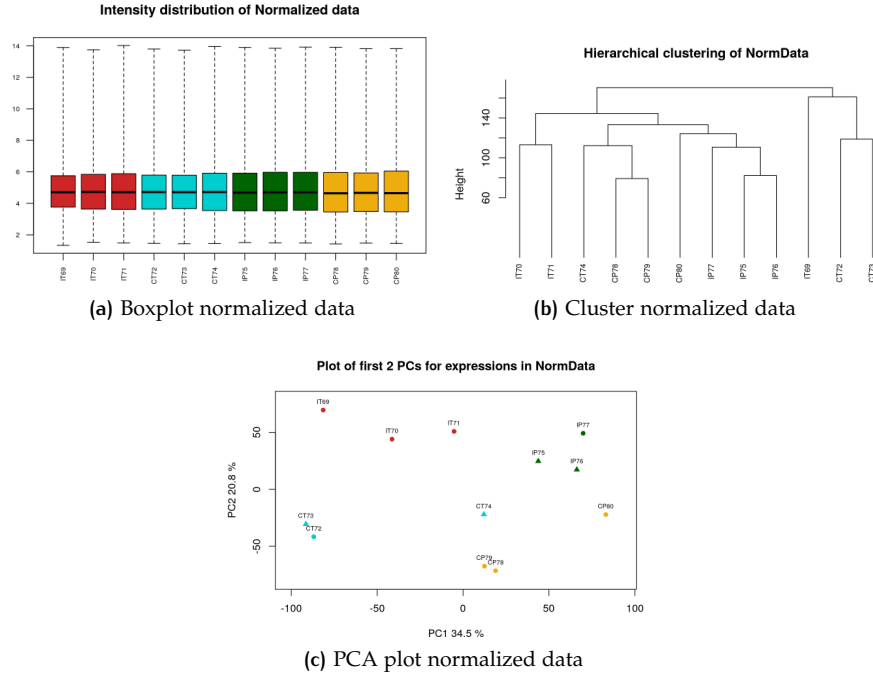 Intensity distribution of Normalized data
14
12
10
8
6
4
2
IT69
IT70
IT71
CT72
CT73
CT74
IP75
IP76
IP77
CP78
CP79
CP80
(a) Boxplot normalized data
Hierarchical clustering of NormData
Height
140
100
60
IT70
IT71
CT74
CP78
CP79
CP80
IP77
IP75
IP76
IT69
CT72
CT73
(b) Cluster normalized data
Plot of first 2 PCs for expressions in NormData
PC2 20.8 %
50
0
-50
IT69
IT70
IT71
IP77
IP75
IP76
CT74
CP80
CT73
CT72
CP79
CP78
-100
-50
0
50
100
PC1 34.5 %
(c) PCA plot normalized data